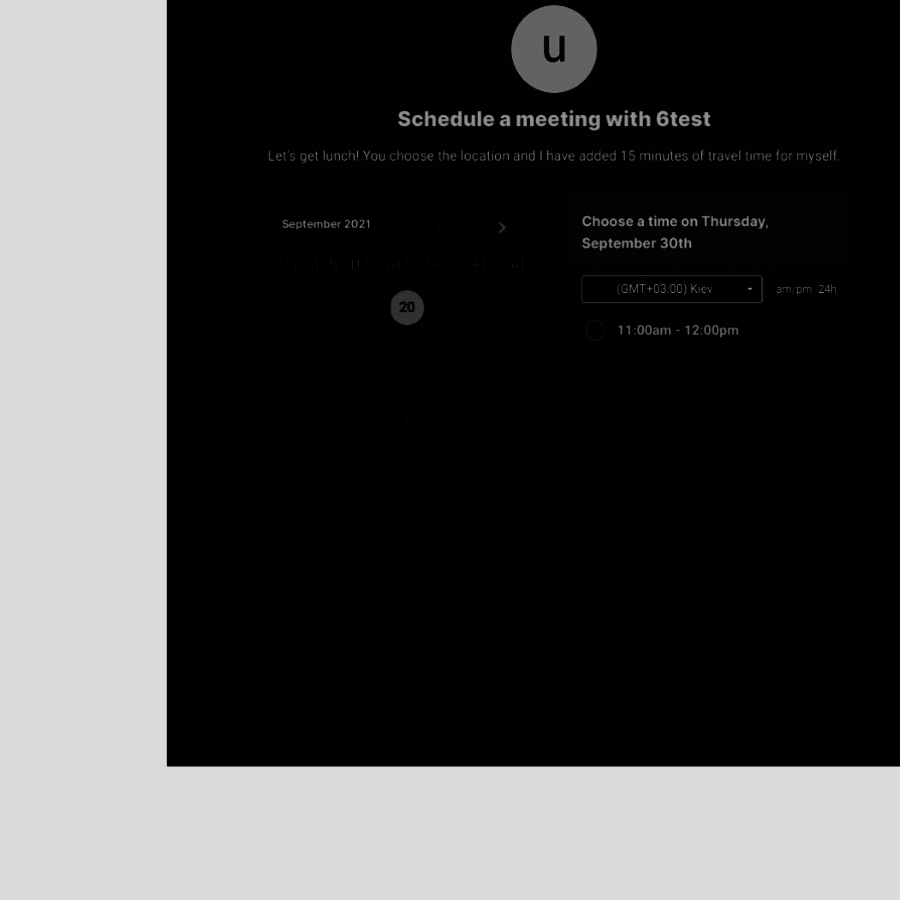 u
Schedule a meeting with 6test
Let's get lunch! You choose the location and I have added 15 minutes of travel time for myself.
September 2021
20
Choose a time on Thursday,
September 30th
(GMT+03:00) Kiev
am/pm 24h
11:00am - 12:00pm